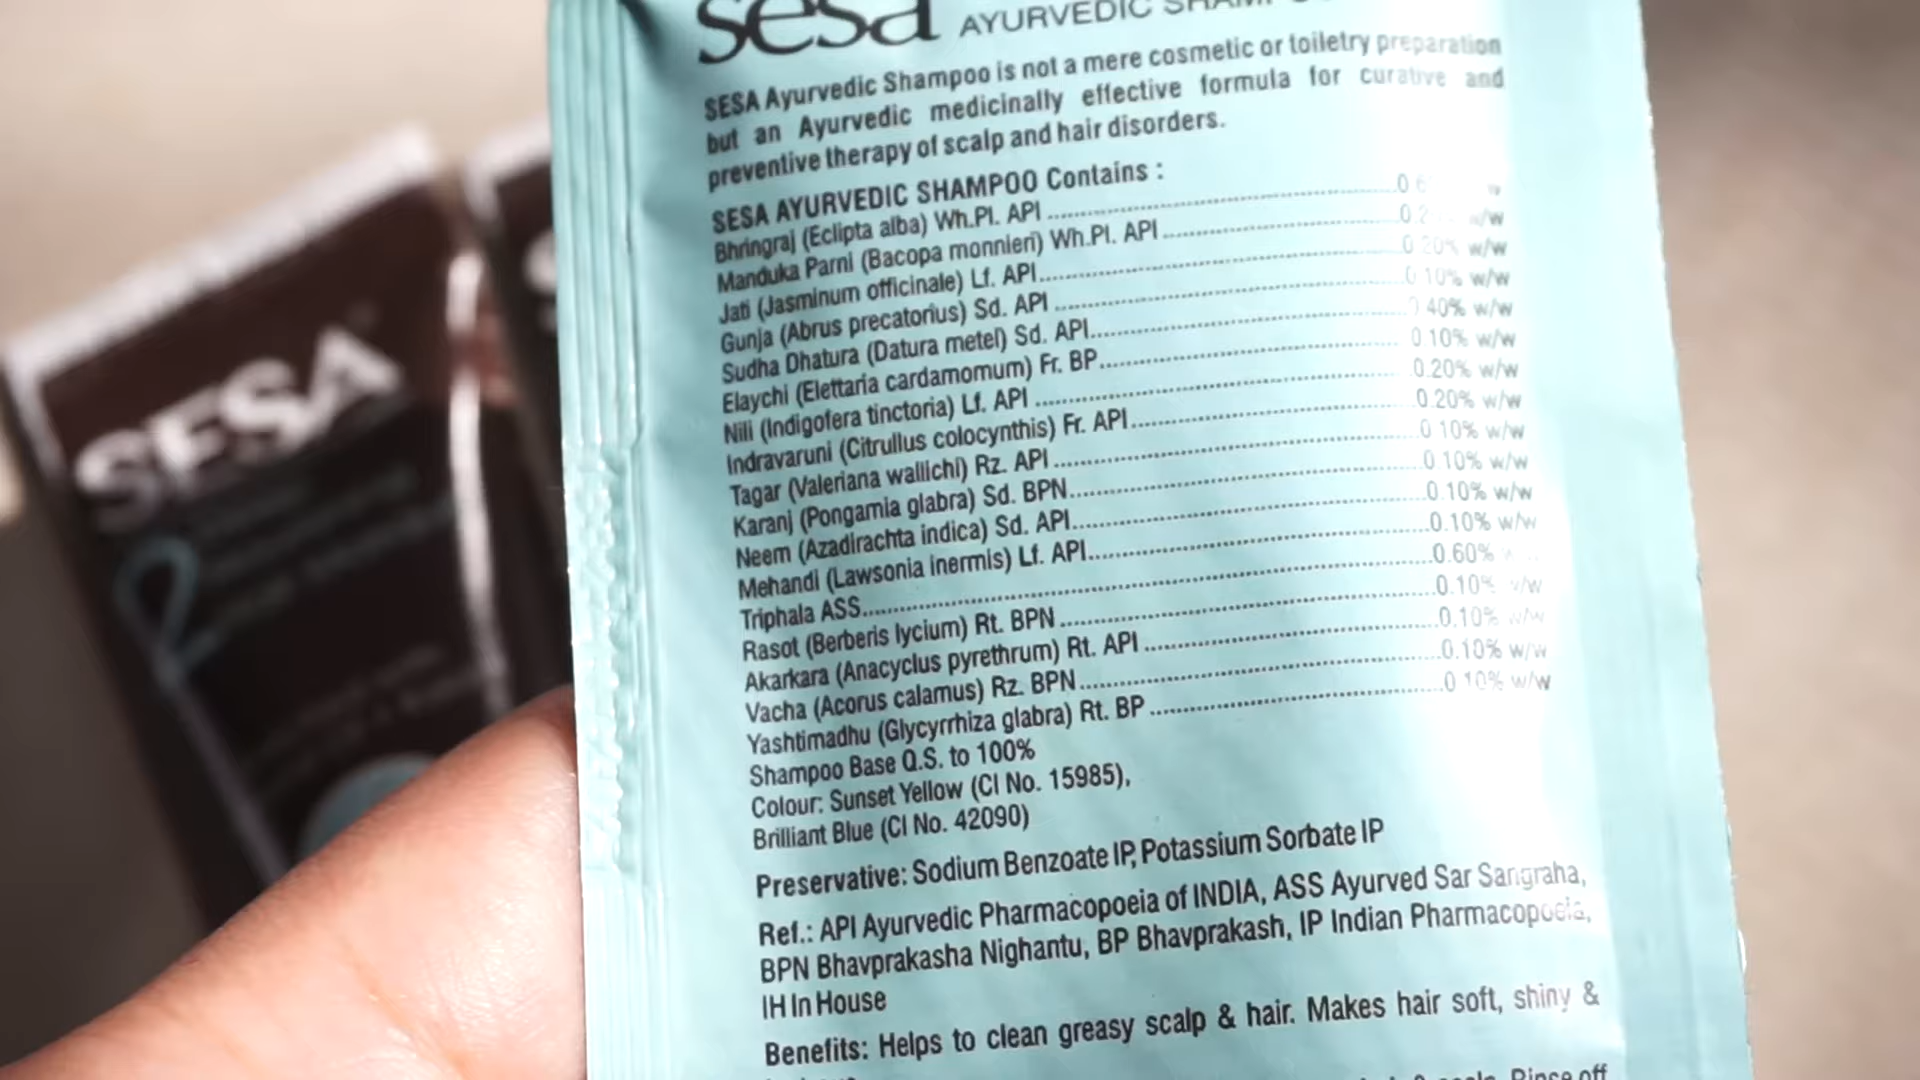 sesa AYURVEDIC
SESA Ayurvedic Shampoo is not a mere cosmetic or toiletry preparation
but an Ayurvedic medicinally effective formula for curative and
preventive therapy of scalp and hair disorders.
SESA AYURVEDIC SHAMPOO Contains :
Bhringraj (Eclipta alba) Wh.Pl. API
Manduka Parni (Bacopa monnieri) Wh.Pl. API w/w
Jati (Jasminum officinale) Lf. API 0.20% w/w
Gunja (Abrus precatorius) Sd. API 0.10% w/w
Sudha Dhatura (Datura metel) Sd. API 0.40% w/w
Elaychi (Elettaria cardamomum) Fr. BP 0.10% w/w
Nili (Indigofera tinctoria) Lf. API 0.20% w/w
Indravaruni (Citrullus colocynthis) Fr. API 0.20% w/w
Tagar (Valeriana wallichi) Rz. API 0.10% w/w
Karanj (Pongamia glabra) Sd. BPN 0.10% w/w
Neem (Azadirachta indica) Sd. API 0.10% w/w
Mehandi (Lawsonia inermis) Lf. API 0.10% w/w
Triphala ASS 0.60%
Rasot (Berberis lycium) Rt. BPN 0.10% w/w
Akarkara (Anacyclus pyrethrum) Rt. API 0.10% w/w
Vacha (Acorus calamus) Rz. BPN 0.10% w/w
Yashtimadhu (Glycyrrhiza glabra) Rt. BP 0.10% w/w
Shampoo Base Q.S. to 100%
Colour: Sunset Yellow (CI No. 15985),
Brilliant Blue (CI No. 42090)
Preservative: Sodium Benzoate IP, Potassium Sorbate IP
Ref.: API Ayurvedic Pharmacopoeia of INDIA, ASS Ayurved Sar Sangraha,
BPN Bhavprakasha Nighantu, BP Bhavprakash, IP Indian Pharmacopoeia,
IH In House
Benefits: Helps to clean greasy scalp & hair. Makes hair soft, shiny &
Rinse off
SESA